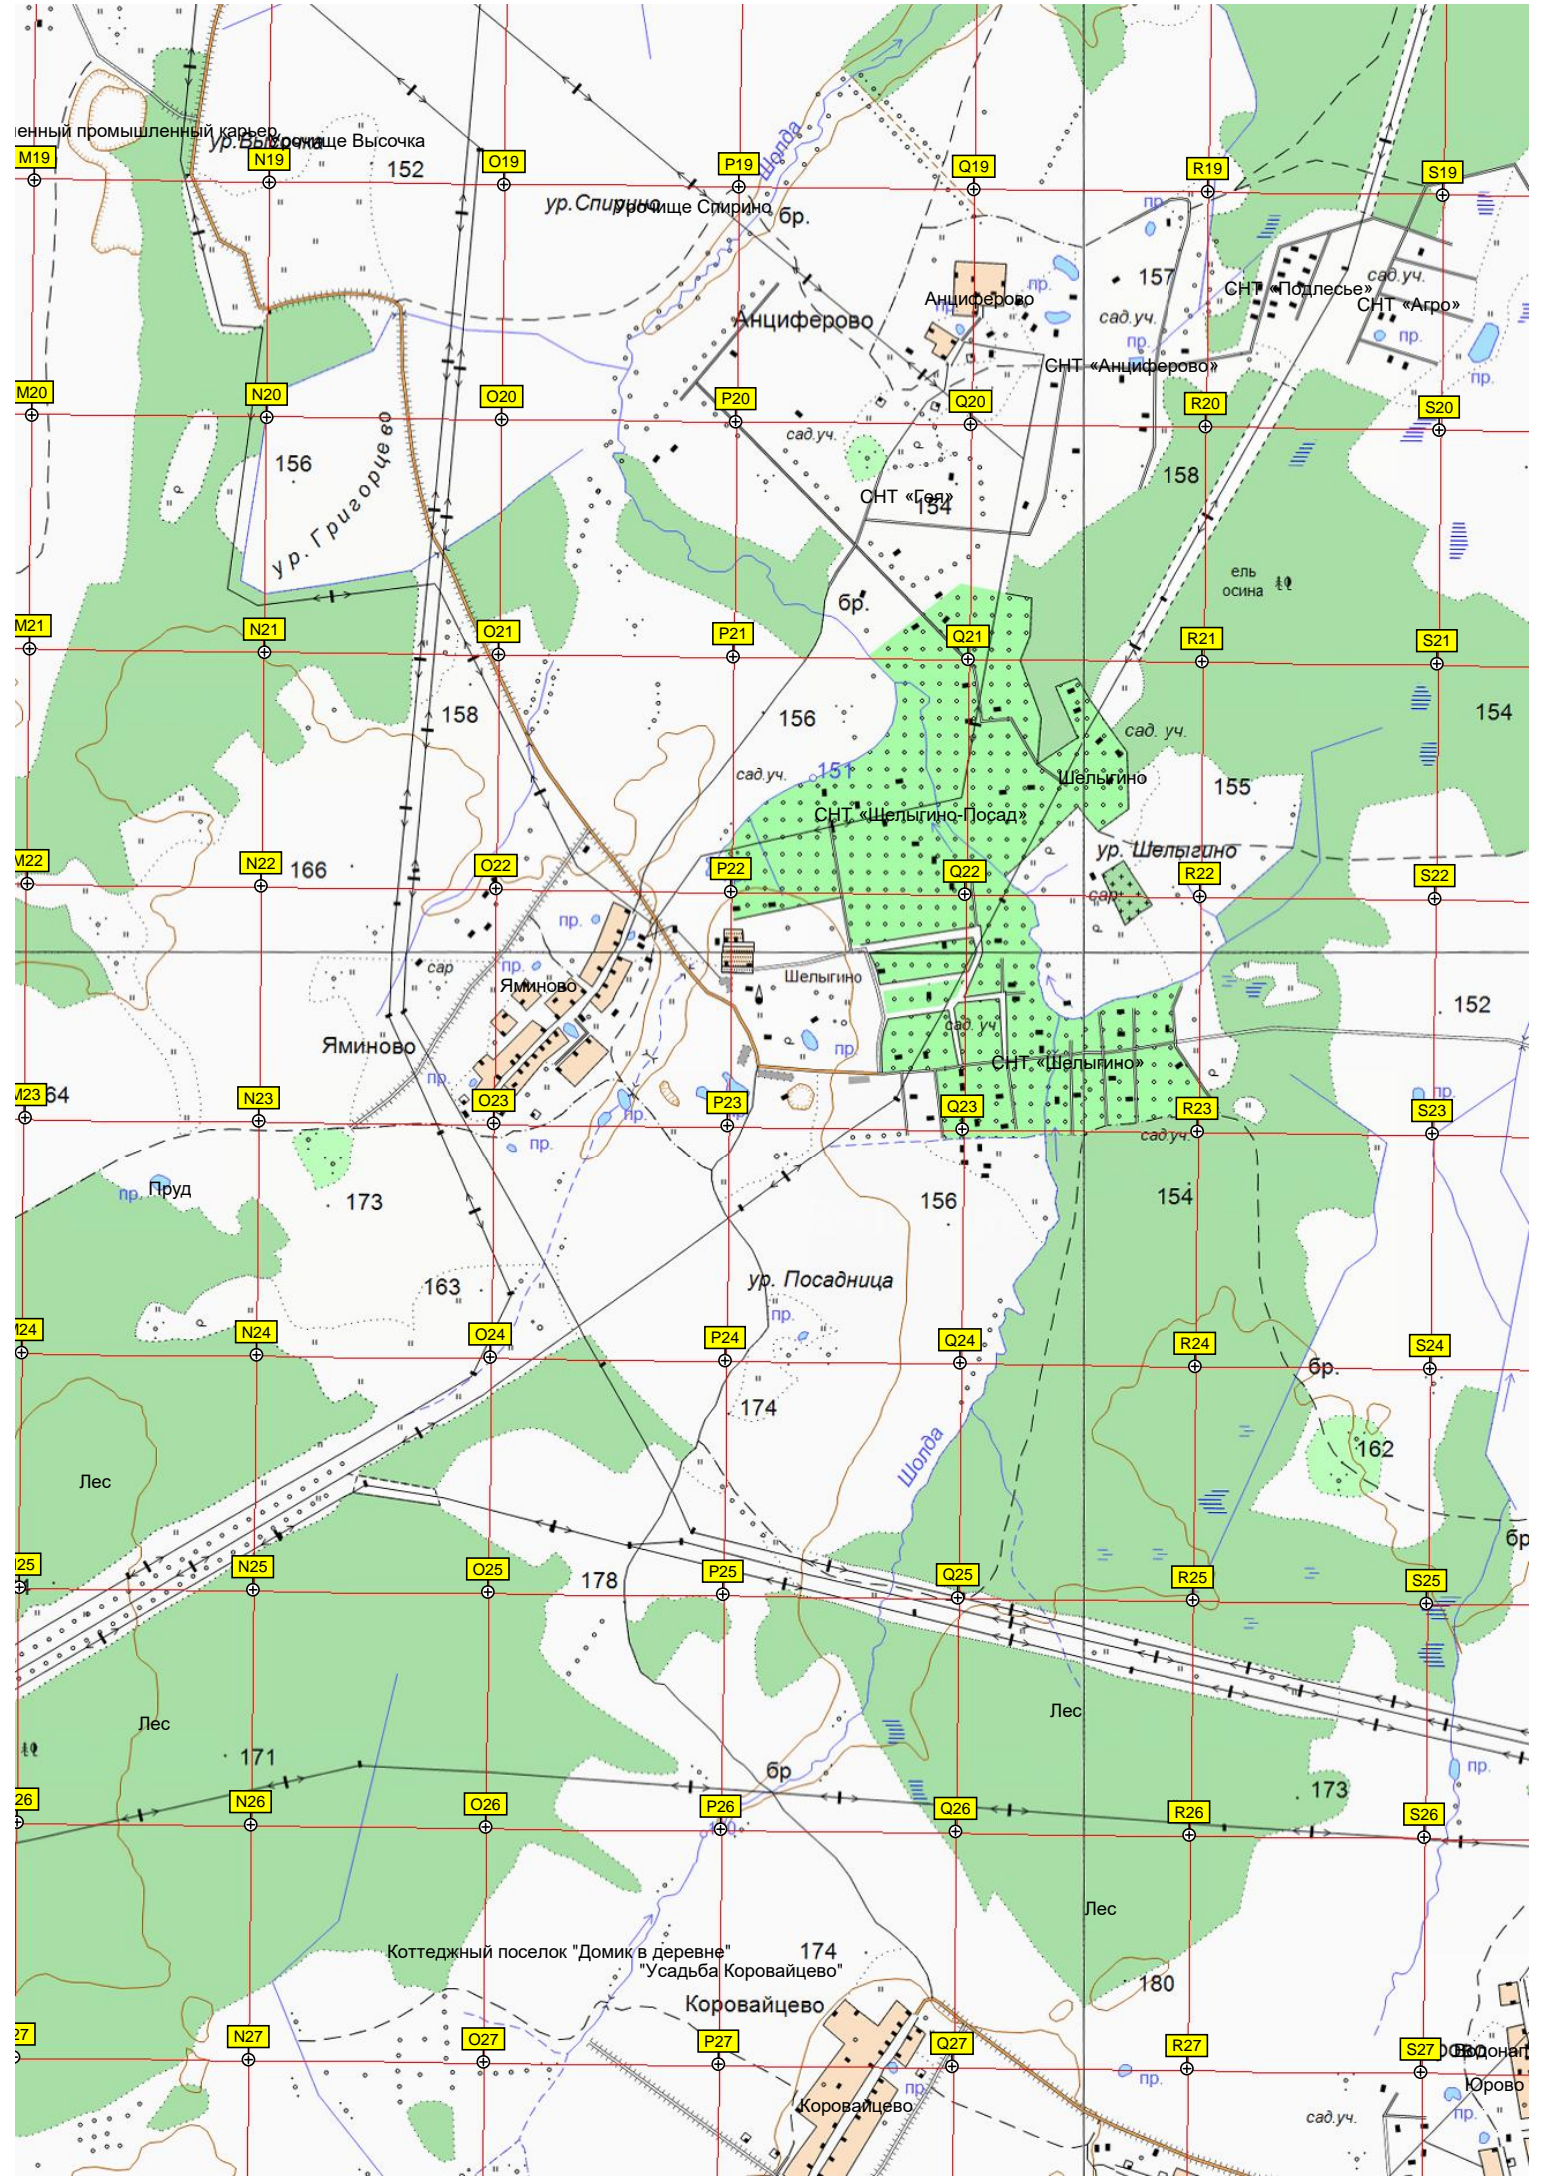 енный промышленный карьер
ур.Высочка
Урочище Высочка
M19
N19
152
O19
P19
Шолда
Q19
R19
S19
ур.Спирино
Урочище Спирино
бр.
пр.
157
сад.уч.
СНТ «Подлесье»
СНТ «Агро»
Анциферово
Анциферово
пр.
пр.
сад.уч.
пр.
пр.
СНТ «Анциферово»
пр.
M20
N20
O20
P20
Q20
R20
S20
сад.уч.
156
ур. Григорцево
158
СНТ «Гея»
154
ель
осина
бр.
M21
N21
O21
P21
Q21
R21
S21
158
156
154
сад. уч.
сад.уч.
151
Шелыгино
155
СНТ «Шелыгино-Посад»
ур. Шелыгино
M22
N22
166
O22
P22
Q22
R22
S22
сар.
пр.
сар
пр.
Шелыгино
Яминово
152
Яминово
сад. уч.
пр.
СНТ «Шелыгино»
пр.
M23
64
N23
O23
P23
Q23
R23
S23
пр.
пр.
пр.
сад.уч.
пр.
Пруд
173
156
154
163
ур. Посадница
пр.
M24
N24
O24
P24
Q24
R24
S24
бр.
174
162
Шолда
Лес
бр
25
N25
O25
178
P25
Q25
R25
S25
Лес
Лес
171
бр
пр.
173
26
N26
O26
P26
Q26
R26
S26
Лес
Коттеджный поселок "Домик в деревне"
174
"Усадьба Коровайцево"
180
Коровайцево
27
N27
O27
P27
Q27
R27
S27
Водонап
пр.
пр.
Юрово
Коровайцево
сад.уч.
пр.